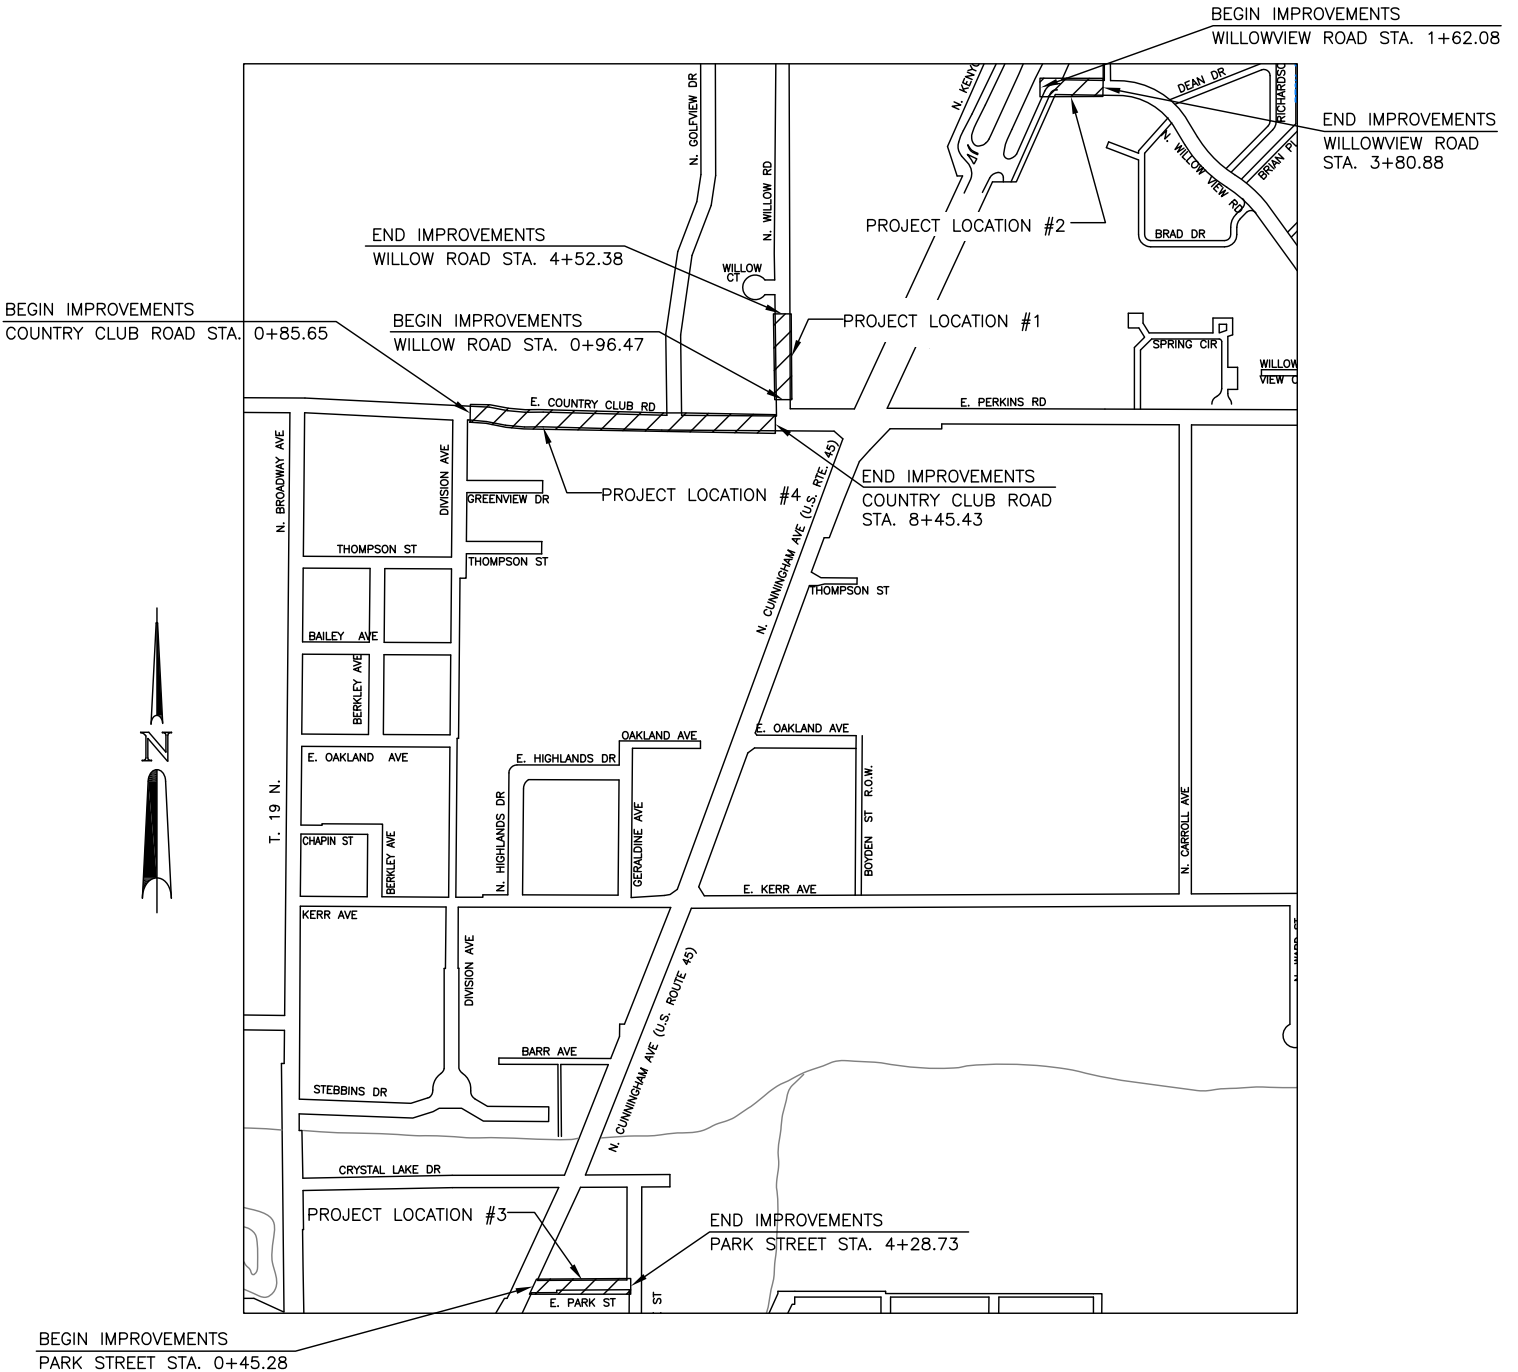 BEGIN IMPROVEMENTS
WILLOWVIEW ROAD STA. 1+62.08
END IMPROVEMENTS
WILLOWVIEW ROAD
STA. 3+80.88
DEAN DR
N. GOLFVIEW DR
N. WILLOW RD
N. WILLOW VIEW RD
BRAD DR
PROJECT LOCATION #2
END IMPROVEMENTS
WILLOW ROAD STA. 4+52.38
WILLOW
CT
BEGIN IMPROVEMENTS
COUNTRY CLUB ROAD STA. 0+85.65
BEGIN IMPROVEMENTS
WILLOW ROAD STA. 0+96.47
PROJECT LOCATION #1
SPRING CIR
WILLOW
VIEW
E. COUNTRY CLUB RD
E. PERKINS RD
N. BROADWAY AVE
DIVISION AVE
GREENVIEW DR
PROJECT LOCATION #4
END IMPROVEMENTS
COUNTRY CLUB ROAD
STA. 8+45.43
N. CUNNINGHAM AVE (U.S. RTE. 45)
THOMPSON ST
THOMPSON ST
THOMPSON ST
BAILEY AVE
BERKLEY AVE
N
E. OAKLAND AVE
OAKLAND AVE
E. HIGHLANDS DR
E. OAKLAND AVE
T. 19 N.
CHAPIN ST
BERKLEY AVE
N. HIGHLANDS DR
GERALDINE AVE
BOYDEN ST R.O.W.
N. CARROLL AVE
KERR AVE
E. KERR AVE
DIVISION AVE
N. CUNNINGHAM AVE (U.S. ROUTE 45)
BARR AVE
STEBBINS DR
CRYSTAL LAKE DR
PROJECT LOCATION #3
END IMPROVEMENTS
PARK STREET STA. 4+28.73
E. PARK ST
ST
BEGIN IMPROVEMENTS
PARK STREET STA. 0+45.28